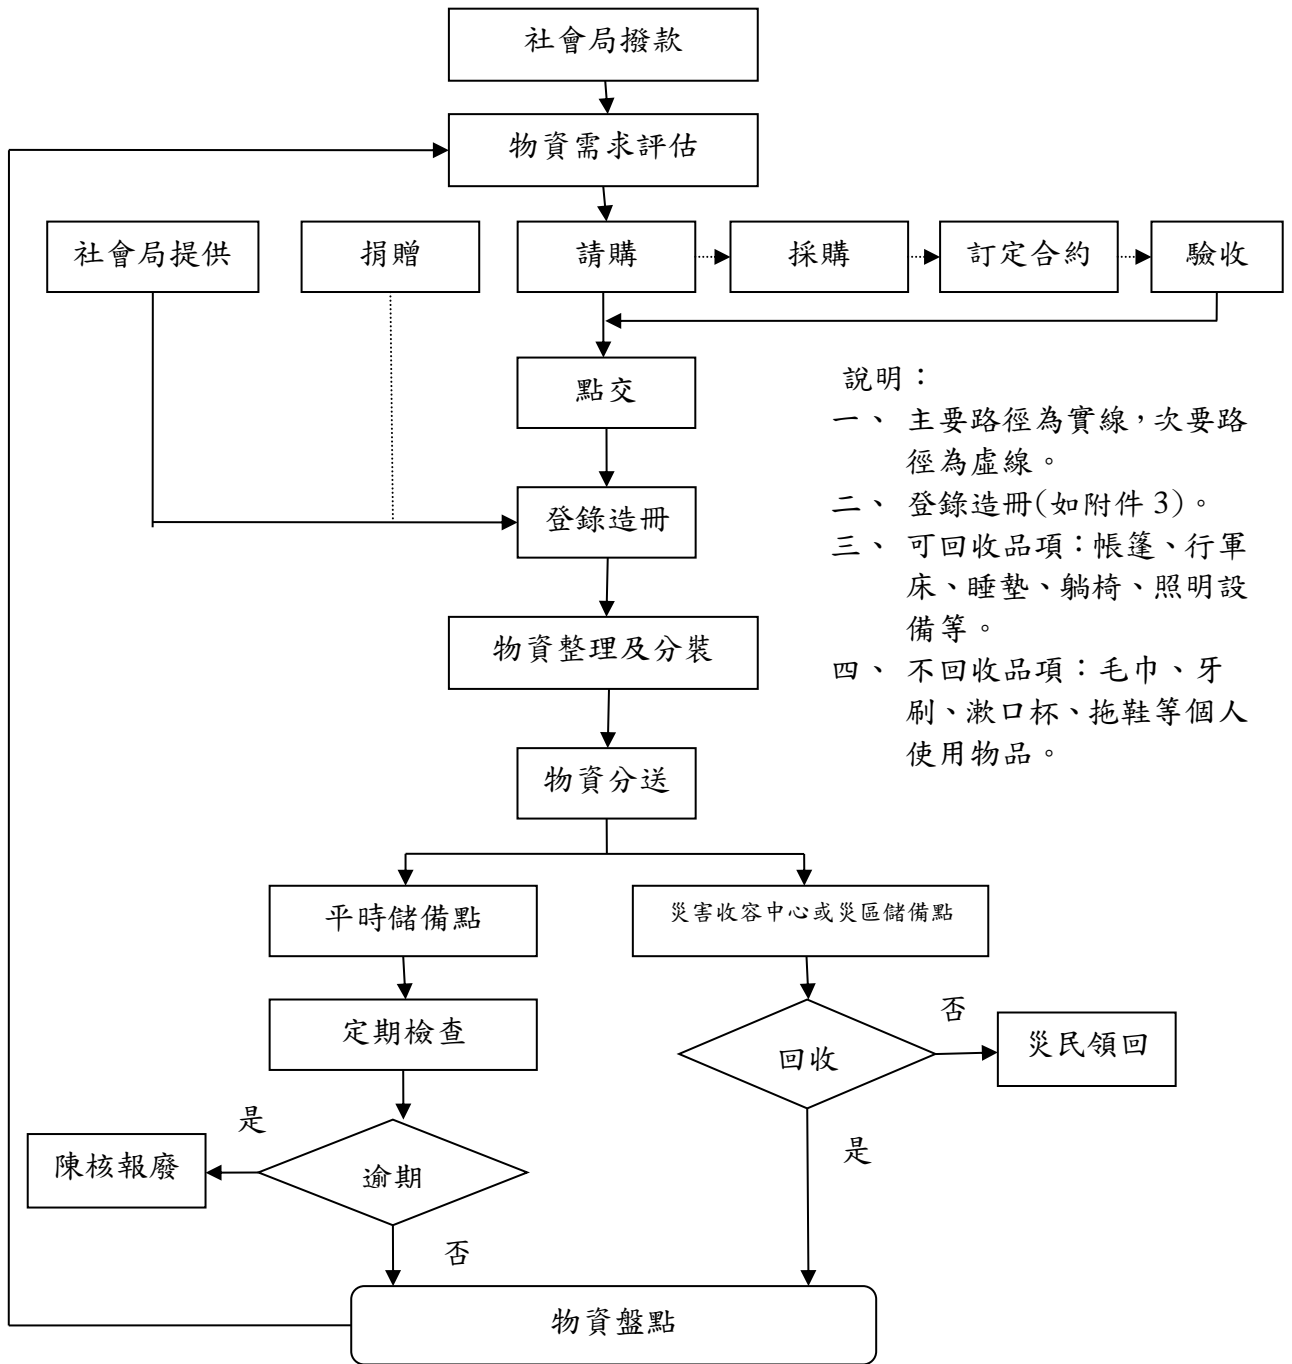 社會局撥款
物資需求評估
社會局提供
捐贈
請購
採購
訂定合約
驗收
點交
說明：
一、 主要路徑為實線，次要路
徑為虛線。
二、 登錄造冊(如附件 3)。
三、 可回收品項：帳篷、行軍
床、睡墊、躺椅、照明設
備等。
四、 不回收品項：毛巾、牙
刷、漱口杯、拖鞋等個人
使用物品。
登錄造冊
物資整理及分裝
物資分送
平時儲備點
災害收容中心或災區儲備點
定期檢查
回收
否
災民領回
是
陳核報廢
逾期
是
否
物資盤點